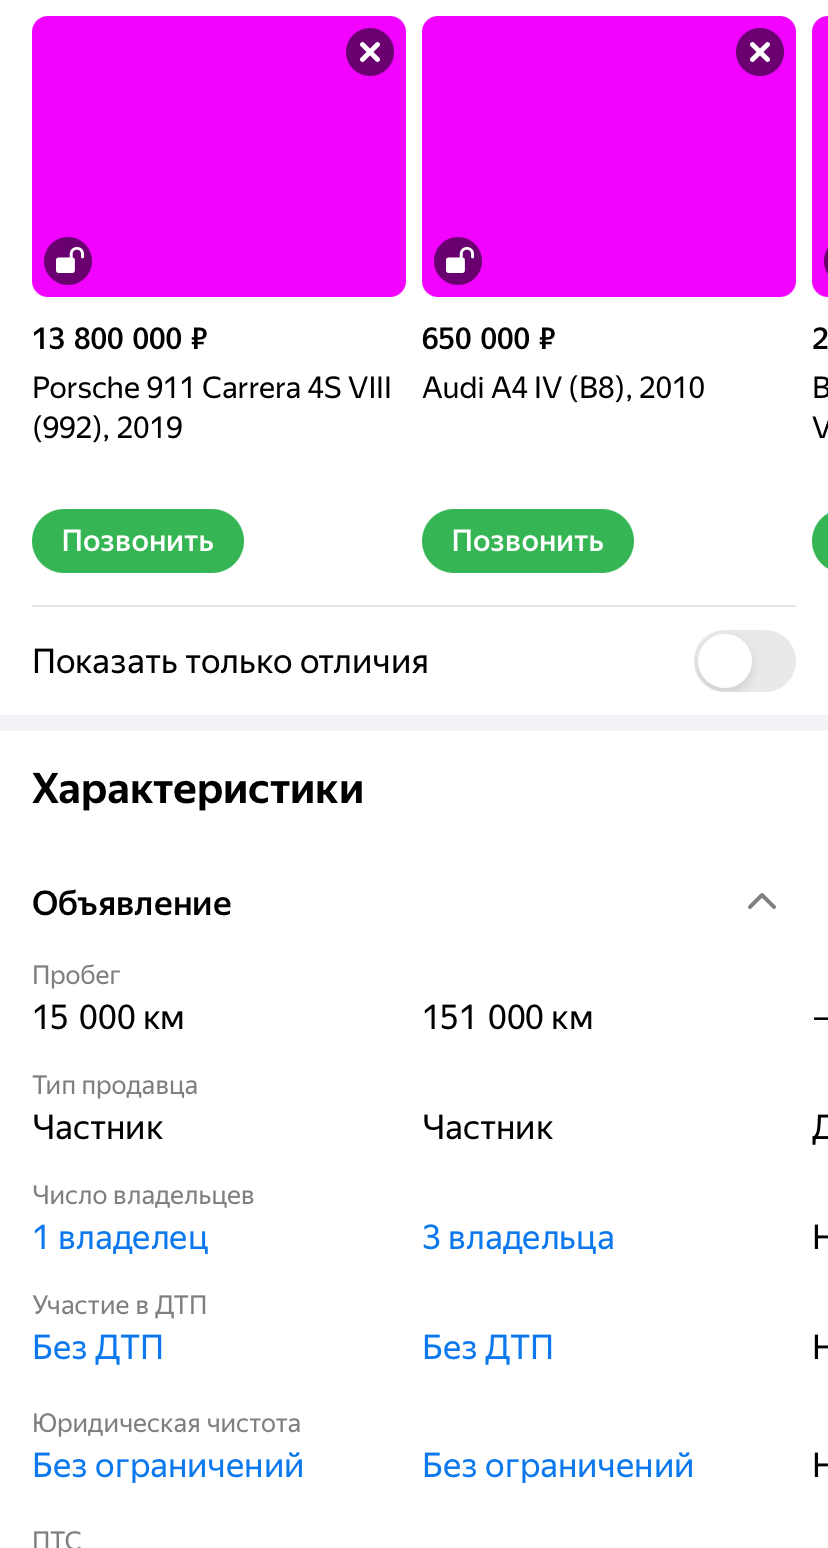 13 800 000 ₽
650 000 ₽
2
Porsche 911 Carrera 4S VIII
(992), 2019
Audi A4 IV (B8), 2010
Позвонить
Позвонить
Показать только отличия
Характеристики
Объявление
Пробег
15 000 км
151 000 км
–
Тип продавца
Частник
Частник
Число владельцев
1 владелец
3 владельца
Участие в ДТП
Без ДТП
Без ДТП
Юридическая чистота
Без ограничений
Без ограничений
ПТС